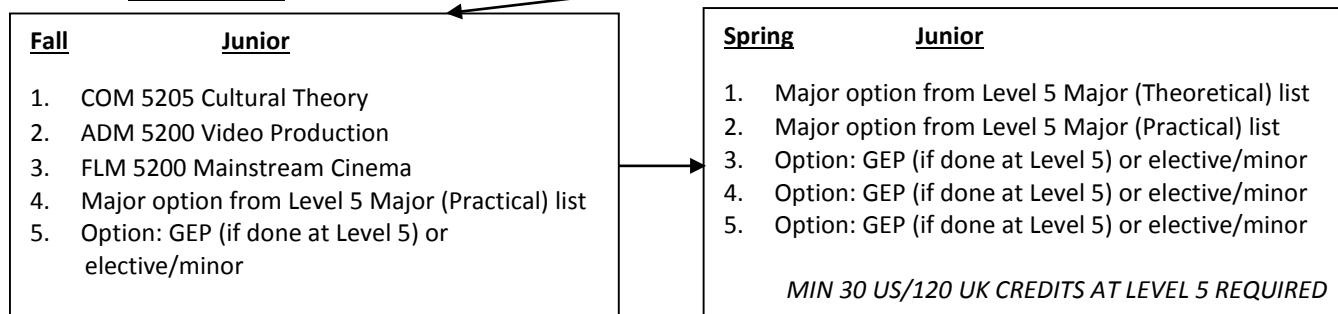 Fall Junior
1. COM 5205 Cultural Theory
2. ADM 5200 Video Production
3. FLM 5200 Mainstream Cinema
4. Major option from Level 5 Major (Practical) list
5. Option: GEP (if done at Level 5) or
elective/minor
Spring Junior
1. Major option from Level 5 Major (Theoretical) list
2. Major option from Level 5 Major (Practical) list
3. Option: GEP (if done at Level 5) or elective/minor
4. Option: GEP (if done at Level 5) or elective/minor
5. Option: GEP (if done at Level 5) or elective/minor
MIN 30 US/120 UK CREDITS AT LEVEL 5 REQUIRED